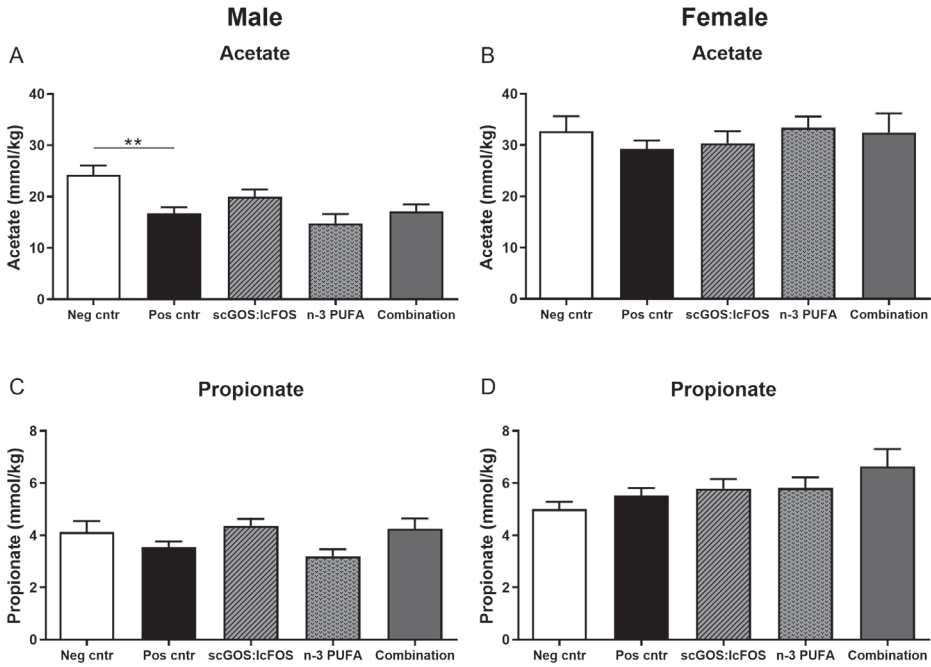 Male
Female
A
Acetate
B
Acetate
Acetate (mmol/kg)
40
30
20
10
0
**
Neg cntr Pos cntr scGOS:lcFOS n-3 PUFA Combination
Acetate (mmol/kg)
40
30
20
10
0
Neg cntr Pos cntr scGOS:lcFOS n-3 PUFA Combination
C
Propionate
D
Propionate
Propionate (mmol/kg)
8
6
4
2
0
Neg cntr Pos cntr scGOS:lcFOS n-3 PUFA Combination
Propionate (mmol/kg)
8
6
4
2
0
Neg cntr Pos cntr scGOS:lcFOS n-3 PUFA Combination